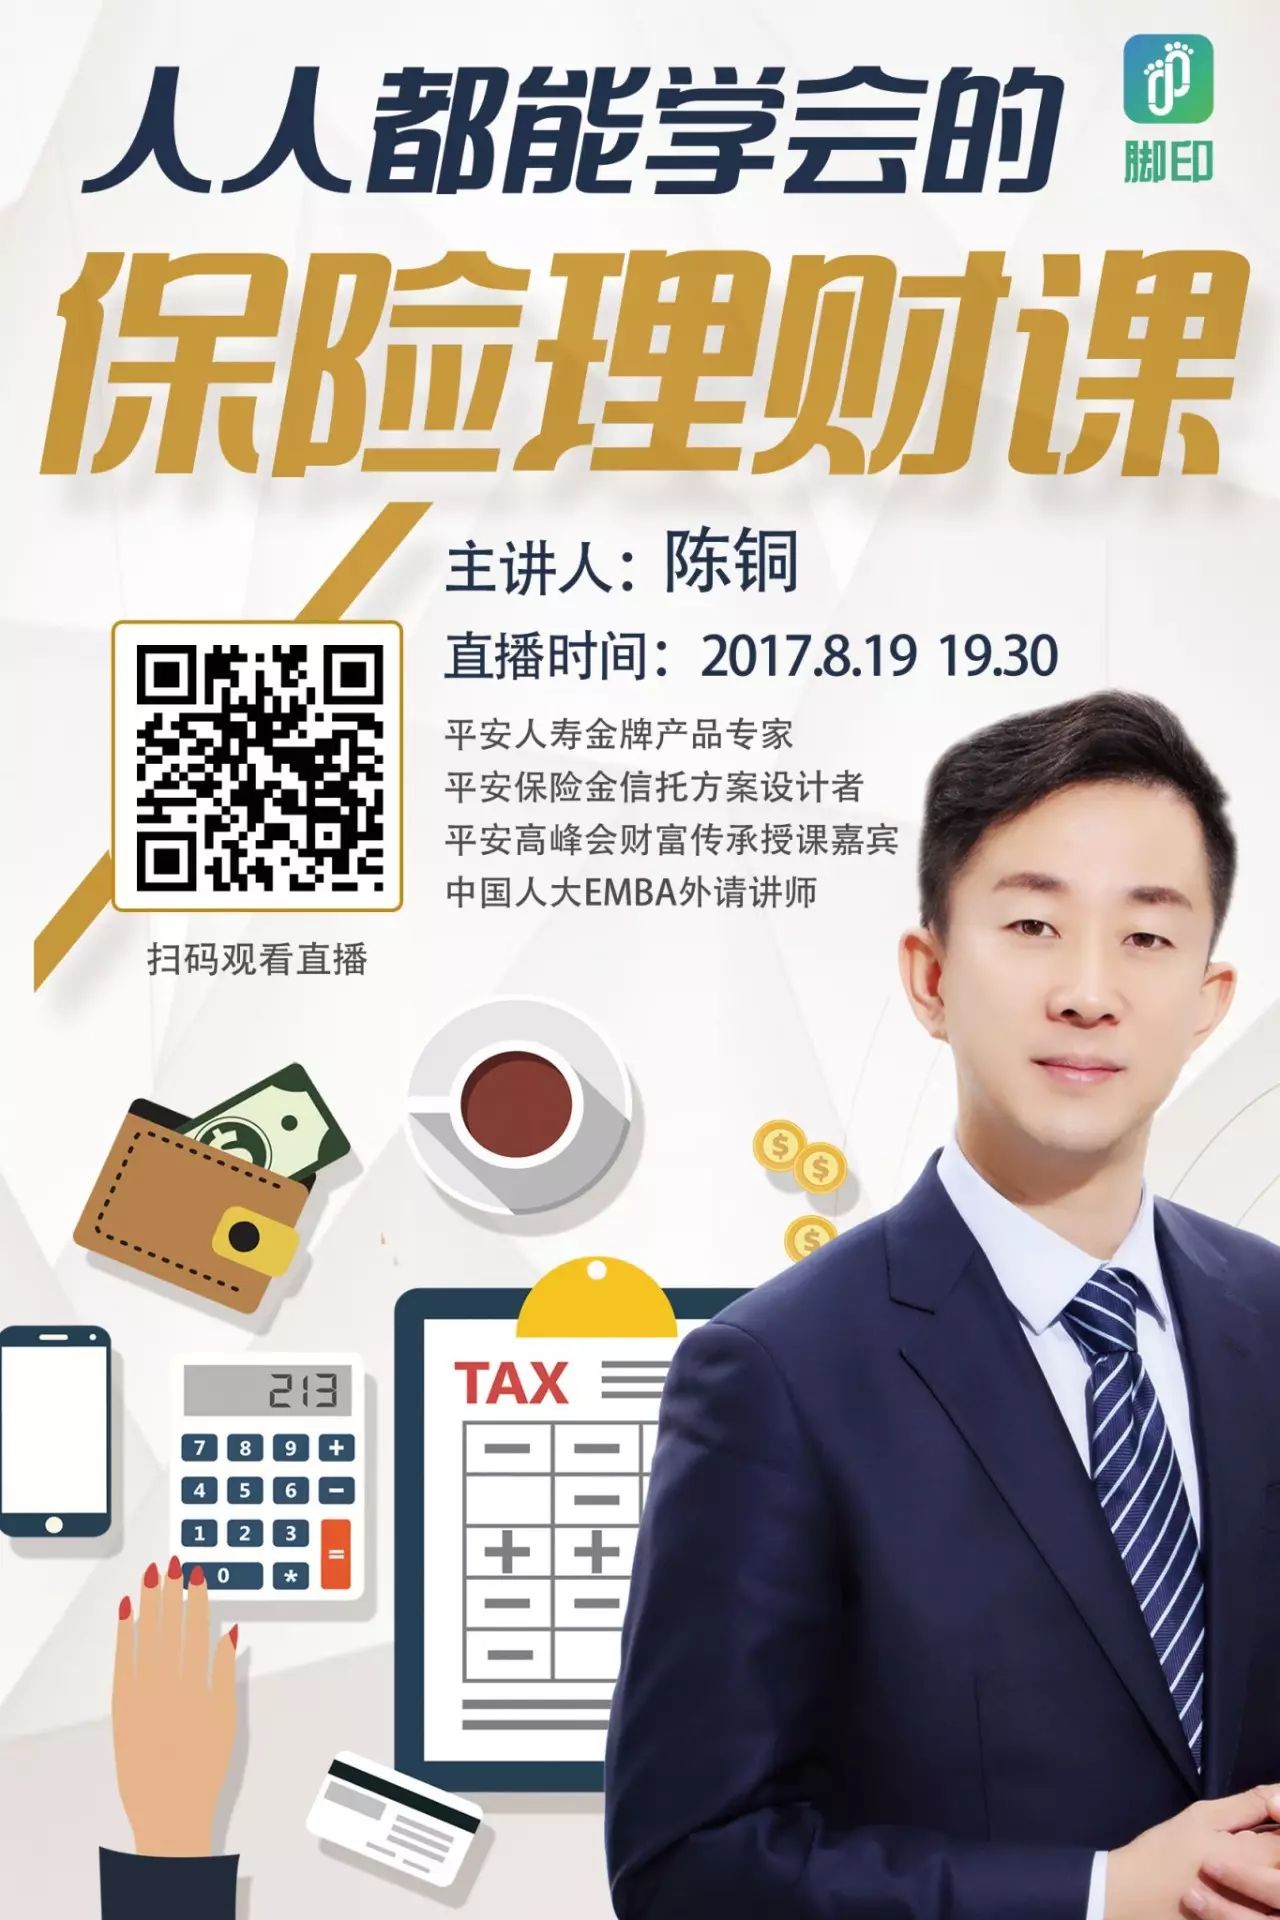 人人都能学会的
脚印
保险理财课
主讲人：陈铜
直播时间：2017.8.19 19.30
平安人寿金牌产品专家
平安保险金信托方案设计者
平安高峰会财富传承授课嘉宾
中国人大EMBA外请讲师
扫码观看直播
$
$
$
$
TAX
213
7 8 9 +
4 5 6 −
1 2 3 =
0 *